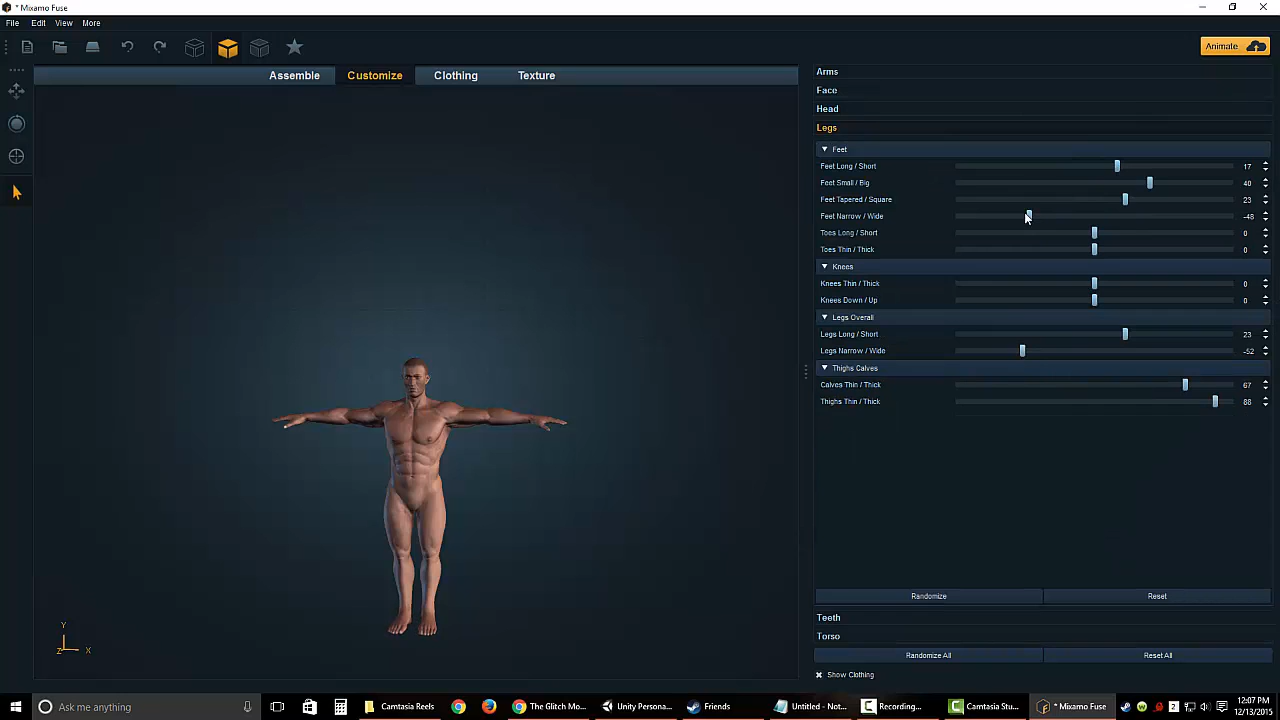 * Mixamo Fuse
File Edit View More
Animate
Assemble Customize Clothing Texture
Arms
Face
Head
Legs
Feet
Feet Long / Short 17
Feet Small / Big 40
Feet Tapered / Square 23
Feet Narrow / Wide -48
Toes Long / Short 0
Toes Thin / Thick 0
Knees
Knees Thin / Thick 0
Knees Down / Up 0
Legs Overall
Legs Long / Short 23
Legs Narrow / Wide -52
Thighs Calves
Calves Thin / Thick 67
Thighs Thin / Thick 88
Randomize Reset
Teeth
Torso
Randomize All Reset All
Show Clothing
Y
Z X
Ask me anything
Camtasia Reels
The Glitch Mo...
Unity Persona...
Friends
Untitled - Not...
Recording...
Camtasia Stu...
* Mixamo Fuse
2
12:07 PM
12/13/2015